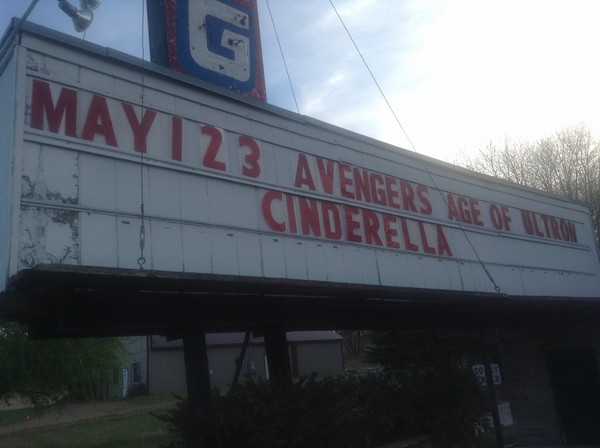 G
MAY 1 2 3 AVENGERS AGE OF ULTRON
CINDERELLA